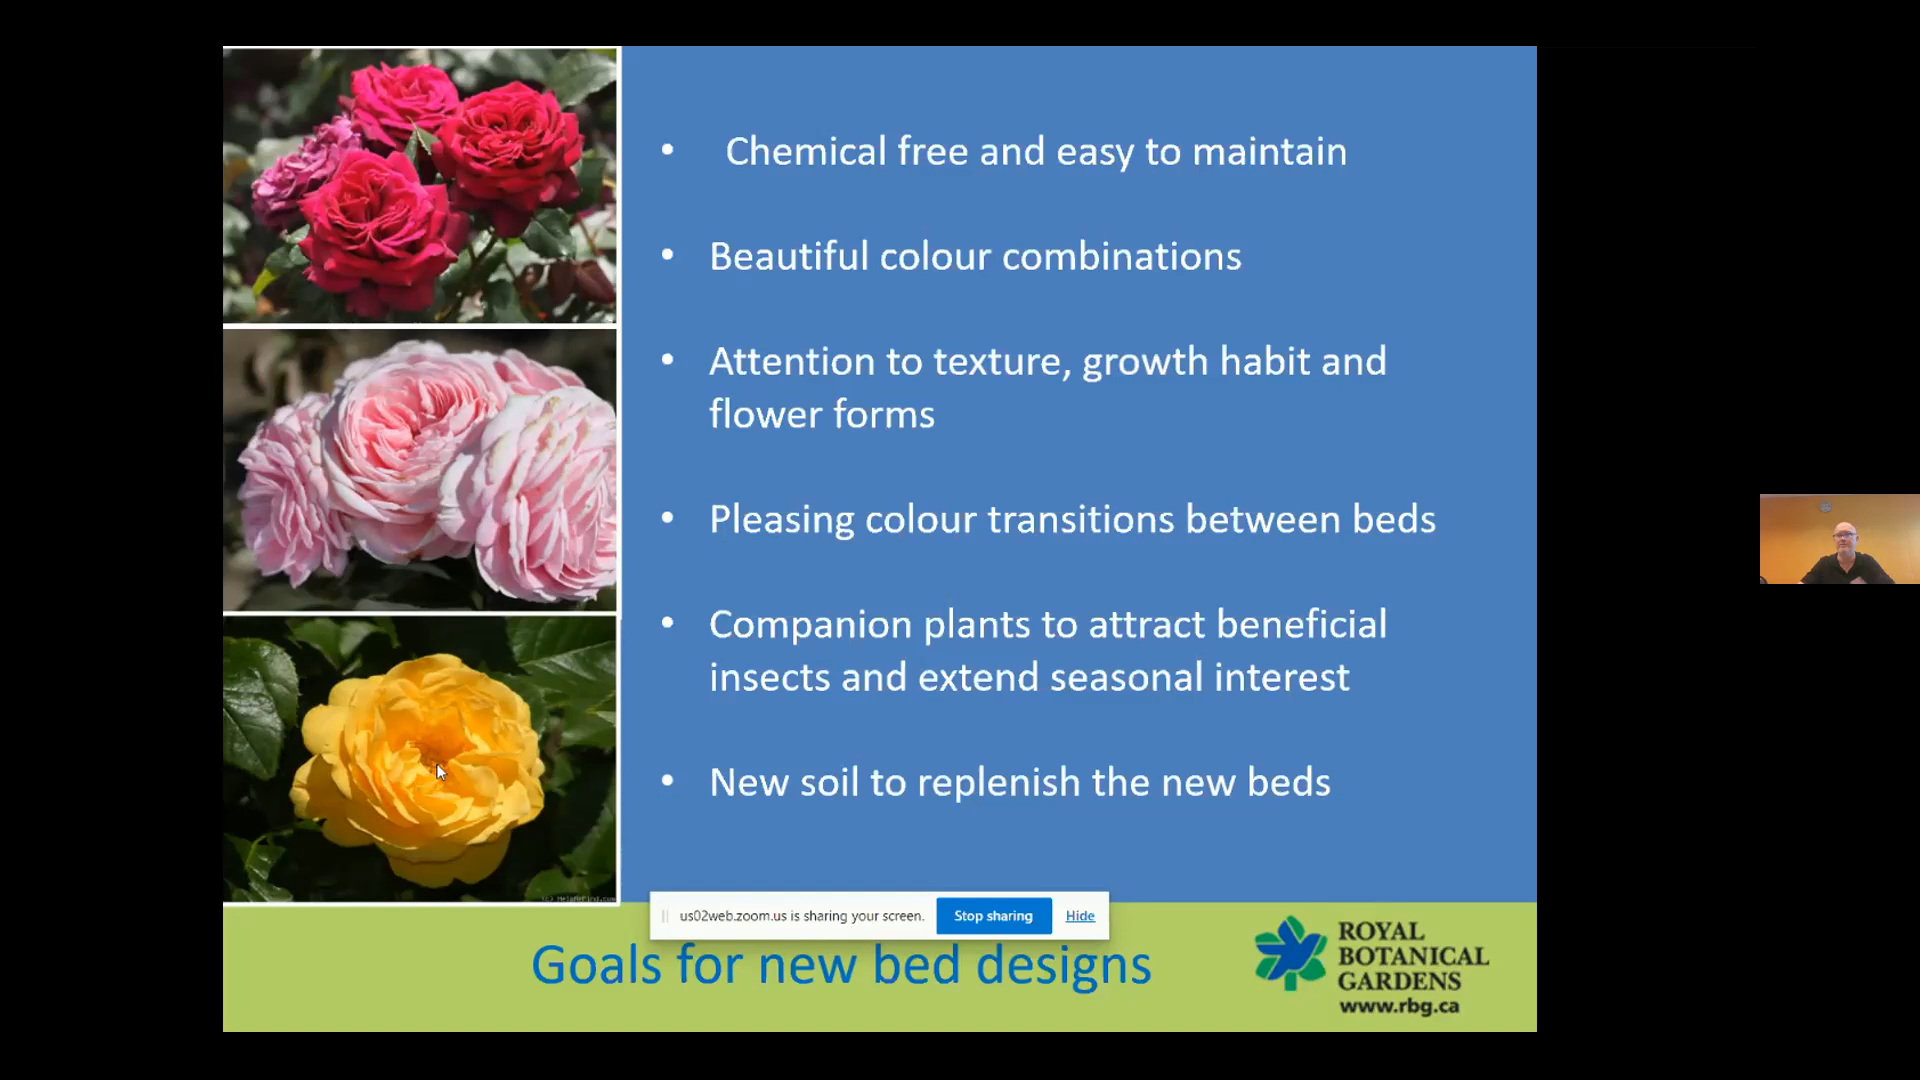 • Chemical free and easy to maintain
• Beautiful colour combinations
• Attention to texture, growth habit and
flower forms
• Pleasing colour transitions between beds
• Companion plants to attract beneficial
insects and extend seasonal interest
• New soil to replenish the new beds
us02web.zoom.us is sharing your screen. Stop sharing Hide
Goals for new bed designs
ROYAL
BOTANICAL
GARDENS
www.rbg.ca